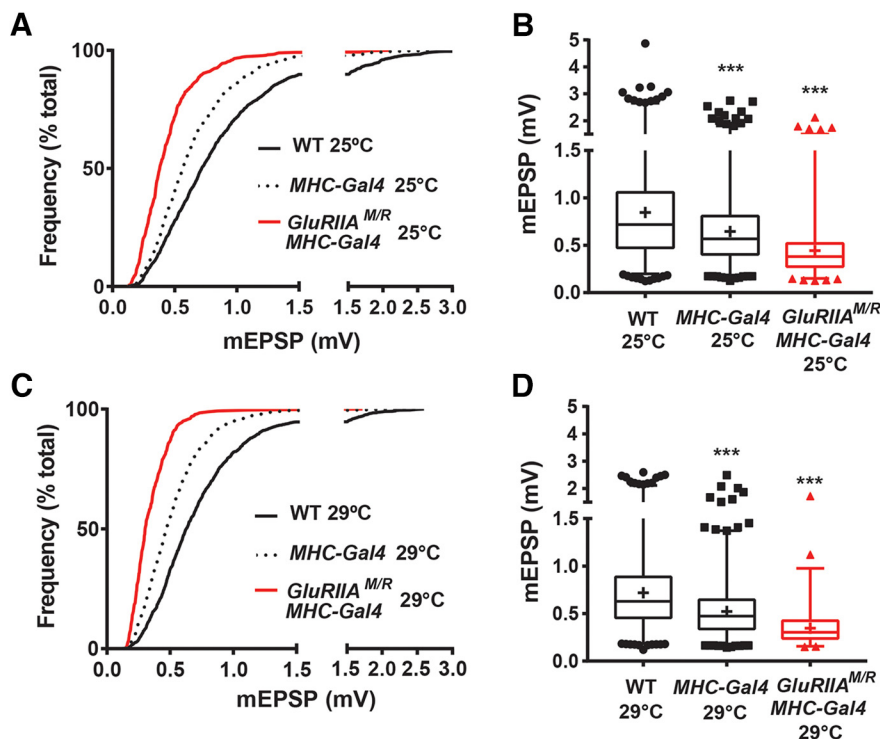 A
Frequency (% total)
100
50
0
0.0 0.5 1.0 1.5 1.5 2.0 2.5 3.0
mEPSP (mV)
WT 25ºC
MHC-Gal4 25°C
GluRIIA M/R
MHC-Gal4 25°C
B
mEPSP (mV)
5
4
3
2
1.5
1.0
0.5
0.0
***
***
WT
25°C
MHC-Gal4
25°C
GluRIIA M/R
MHC-Gal4
25°C
C
Frequency (% total)
100
50
0
0.0 0.5 1.0 1.5 1.5 2.0 2.5 3.0
mEPSP (mV)
WT 29ºC
MHC-Gal4 29°C
GluRIIA M/R
MHC-Gal4 29°C
D
mEPSP (mV)
5
4
3
2
1.5
1.0
0.5
0.0
***
***
WT
29°C
MHC-Gal4
29°C
GluRIIA M/R
MHC-Gal4
29°C